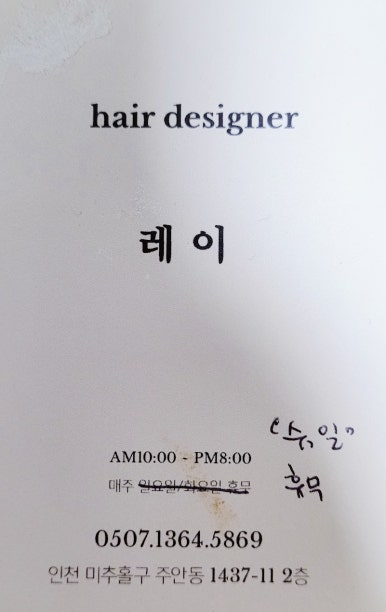 hair designer
레 이
"수, 일"
AM10:00 - PM8:00
매주 일요일/화요일 휴무
휴무
0507.1364.5869
인천 미추홀구 주안동 1437-11 2층